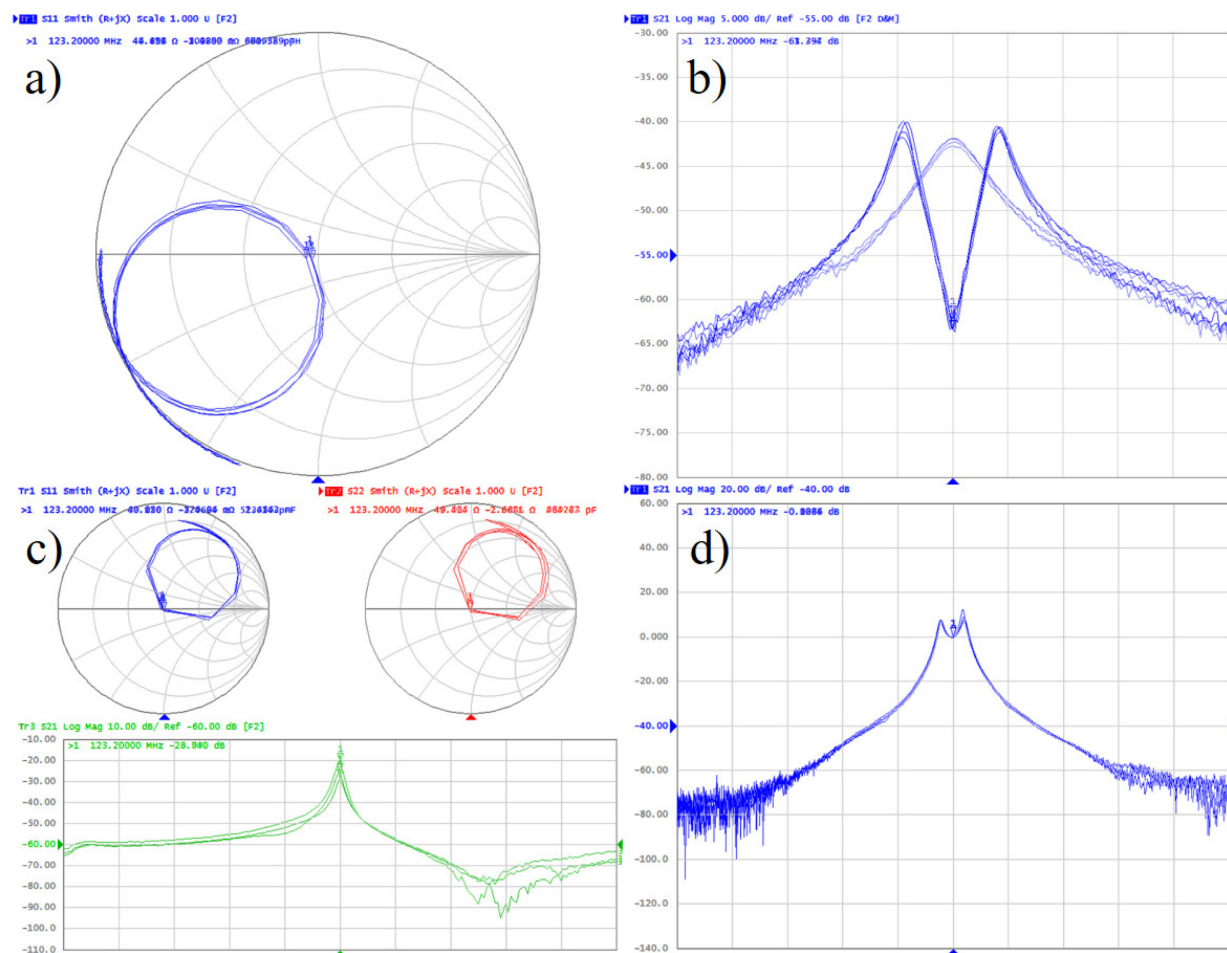 Tr1 S11 Smith (R+jX) Scale 1.000 U [F2]
>1 123.20000 MHz
a)
1
Tr1 S21 Log Mag 5.000 dB/ Ref -55.00 dB [F2 D&M]
>1 123.20000 MHz dB
b)
-30.00
-35.00
-40.00
-45.00
-50.00
-55.00
-60.00
-65.00
-70.00
-75.00
-80.00
1
Tr1 S11 Smith (R+jX) Scale 1.000 U [F2]
>1 123.20000 MHz
c)
Tr2 S22 Smith (R+jX) Scale 1.000 U [F2]
>1 123.20000 MHz
Tr3 S21 Log Mag 10.00 dB/ Ref -60.00 dB [F2]
>1 123.20000 MHz dB
-10.00
-20.00
-30.00
-40.00
-50.00
-60.00
-70.00
-80.00
-90.00
-100.0
-110.0
Tr1 S21 Log Mag 20.00 dB/ Ref -40.00 dB
>1 123.20000 MHz dB
d)
60.00
40.00
20.00
0.000
-20.00
-40.00
-60.00
-80.00
-100.0
-120.0
-140.0
1